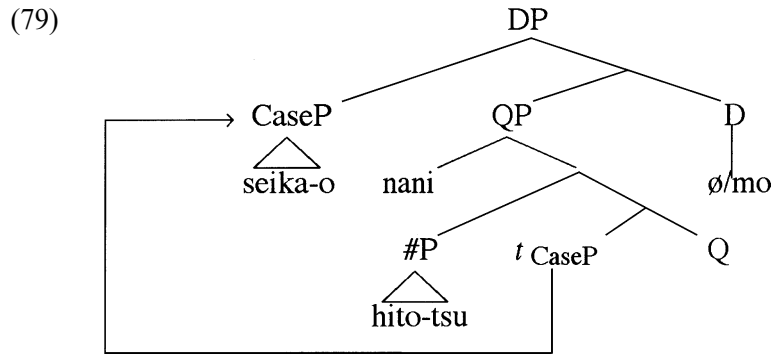 (79) DP
CaseP QP D
seika-o nani ø/mo
#P t CaseP Q
hito-tsu